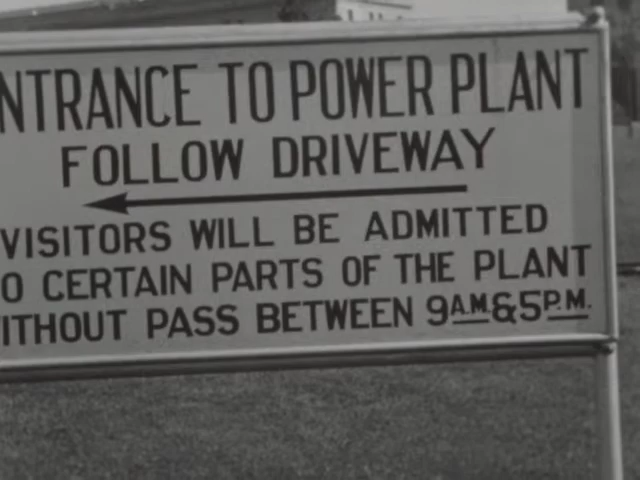 NTRANCE TO POWER PLANT
FOLLOW DRIVEWAY
VISITORS WILL BE ADMITTED
O CERTAIN PARTS OF THE PLANT
ITHOUT PASS BETWEEN 9A.M.&5P.M.